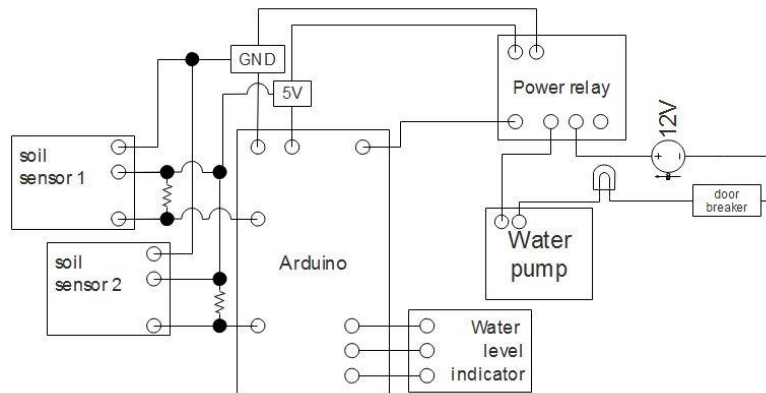 GND
5V
Power relay
12V
+
-
soil
sensor 1
door
breaker
soil
sensor 2
Arduino
Water
pump
Water
level
indicator